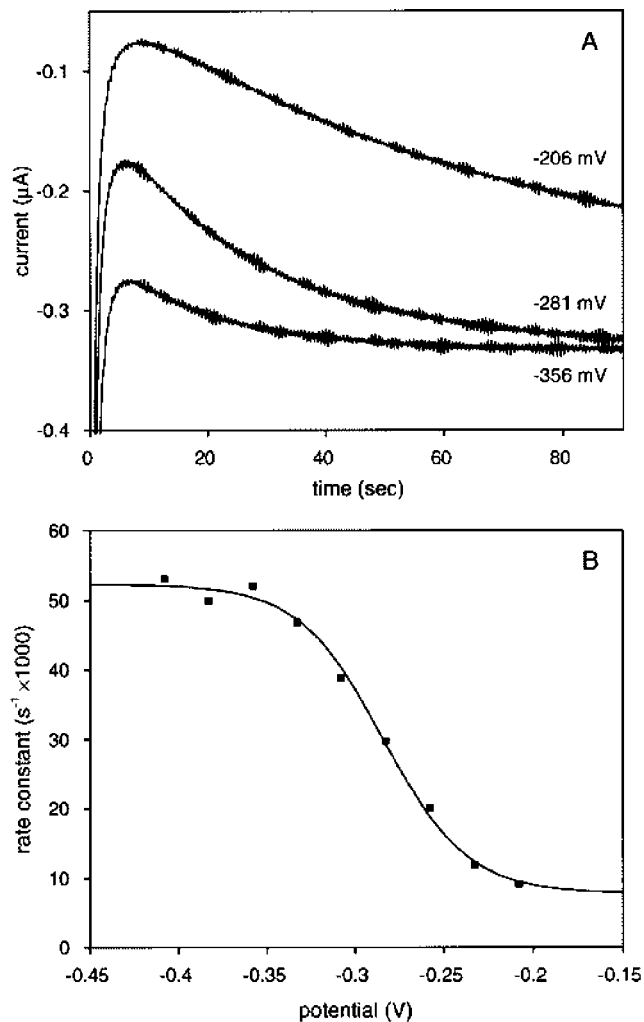 A
-0.1
-0.2
-0.3
-0.4
current (μA)
-206 mV
-281 mV
-356 mV
0
20
40
60
80
time (sec)
B
60
50
40
30
20
10
0
rate constant (s⁻¹ ×1000)
-0.45
-0.4
-0.35
-0.3
-0.25
-0.2
-0.15
potential (V)